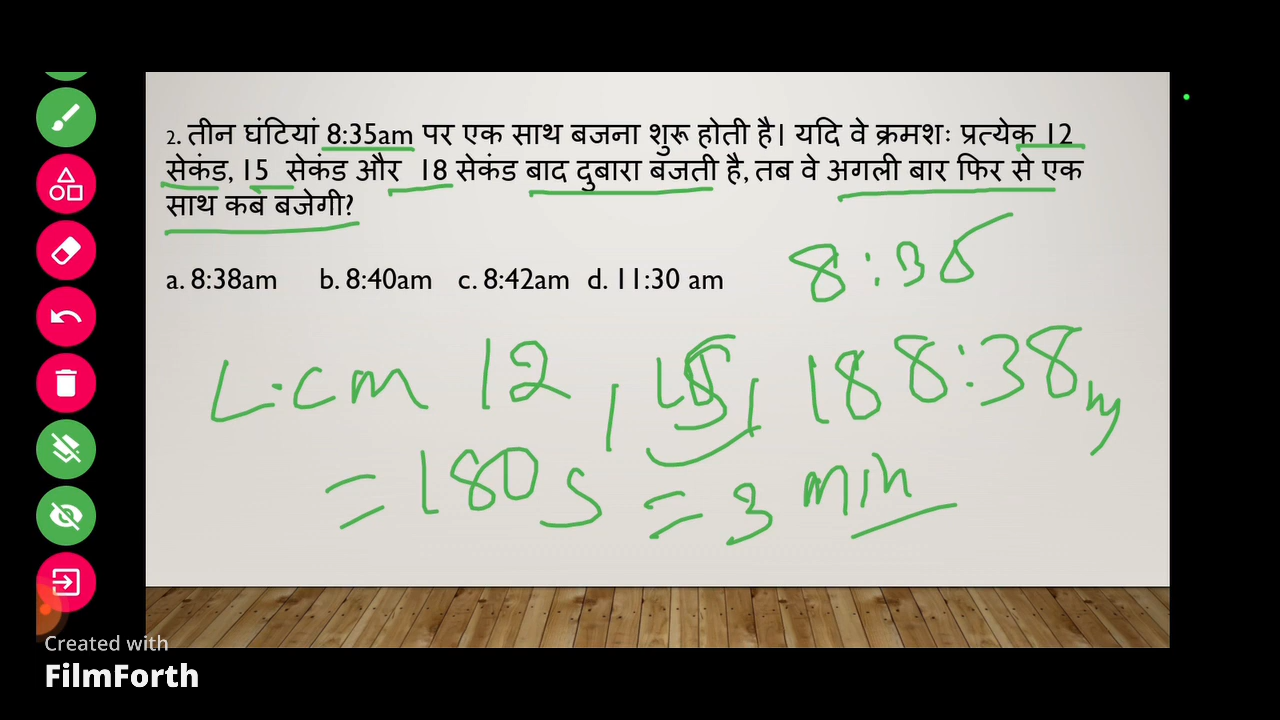 2. तीन घंटियां 8:35am पर एक साथ बजना शुरू होती है। यदि वे क्रमशः प्रत्येक 12
सेकंड, 15 सेकंड और 18 सेकंड बाद दुबारा बजती है, तब वे अगली बार फिर से एक
साथ कब बजेगी?
a. 8:38am b. 8:40am c. 8:42am d. 11:30 am
8:35
L.cm 12, 15, 18 8:38
= 180 s = 3 min
Created with
FilmForth